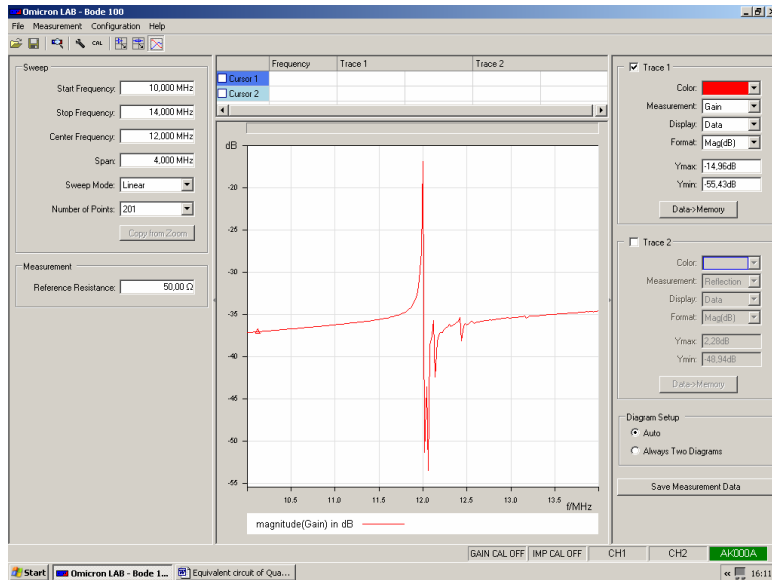 Omicron LAB - Bode 100
File Measurement Configuration Help
CAL
Sweep
Start Frequency: 10,000 MHz
Stop Frequency: 14,000 MHz
Center Frequency: 12,000 MHz
Span: 4,000 MHz
Sweep Mode: Linear
Number of Points: 201
Copy from Zoom
Measurement
Reference Resistance: 50,00 Ω
Frequency Trace 1 Trace 2
Cursor 1
Cursor 2
dB
-20
-25
-30
-35
-40
-45
-50
-55
10.5 11.0 11.5 12.0 12.5 13.0 13.5
f/MHz
magnitude(Gain) in dB
Trace 1
Color:
Measurement: Gain
Display: Data
Format: Mag(dB)
Ymax: -14,96dB
Ymin: -55,43dB
Data->Memory
Trace 2
Color:
Measurement: Reflection
Display: Data
Format: Mag(dB)
Ymax: 2,28dB
Ymin: -48,94dB
Data->Memory
Diagram Setup
Auto
Always Two Diagrams
Save Measurement Data
GAIN CAL OFF IMP CAL OFF CH1 CH2 AK000A
Start Omicron LAB - Bode 1... Equivalent circuit of Qua... « 16:11